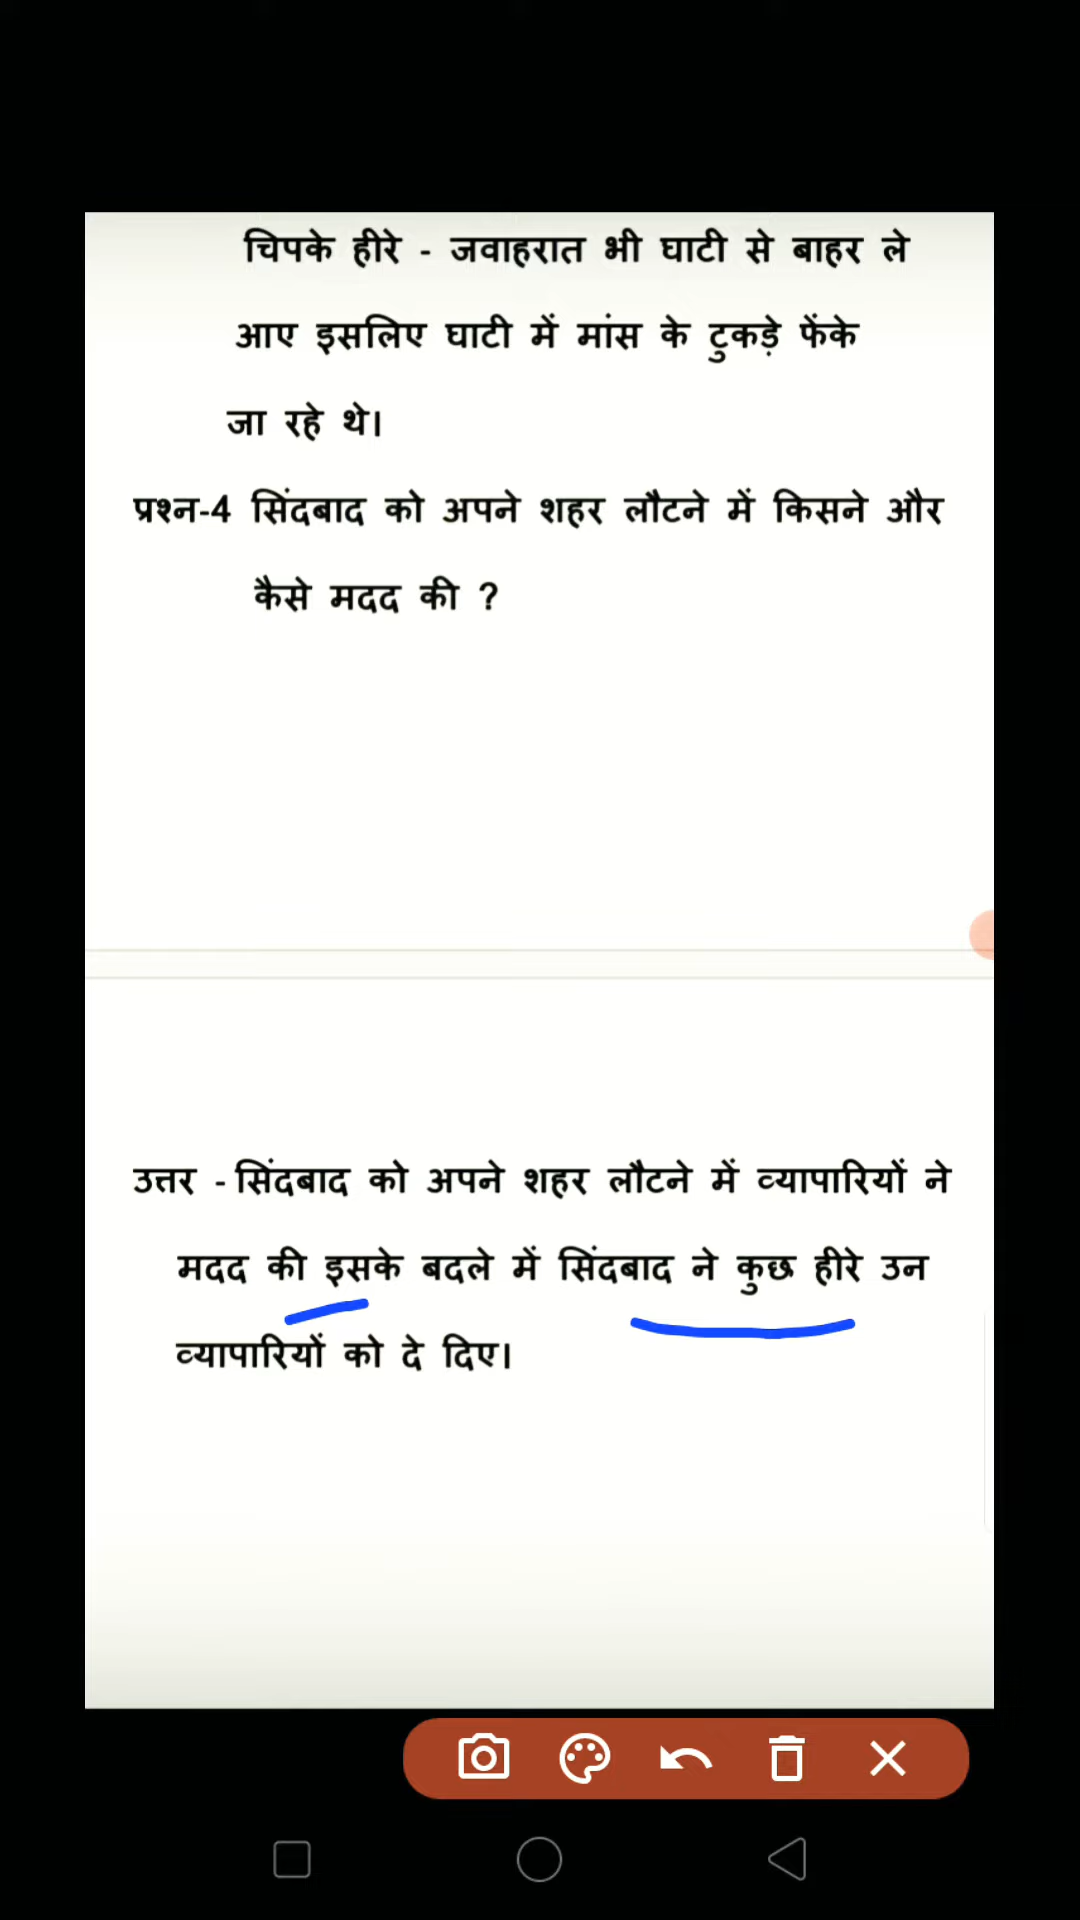 चिपके हीरे - जवाहरात भी घाटी से बाहर ले
आए इसलिए घाटी में मांस के टुकड़े फेंके
जा रहे थे।
प्रश्न-4 सिंदबाद को अपने शहर लौटने में किसने और
कैसे मदद की ?
उत्तर - सिंदबाद को अपने शहर लौटने में व्यापारियों ने
मदद की इसके बदले में सिंदबाद ने कुछ हीरे उन
व्यापारियों को दे दिए।